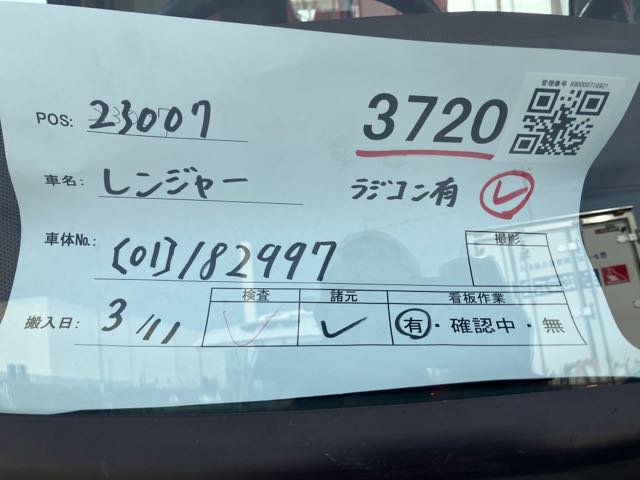 管理番号 990000716921
POS: 23007
3720
車名: レンジャー
ラジコン有
車体No.: (01)182997
撮影
搬入日: 3/11
検査 諸元 看板作業
有・確認中・無